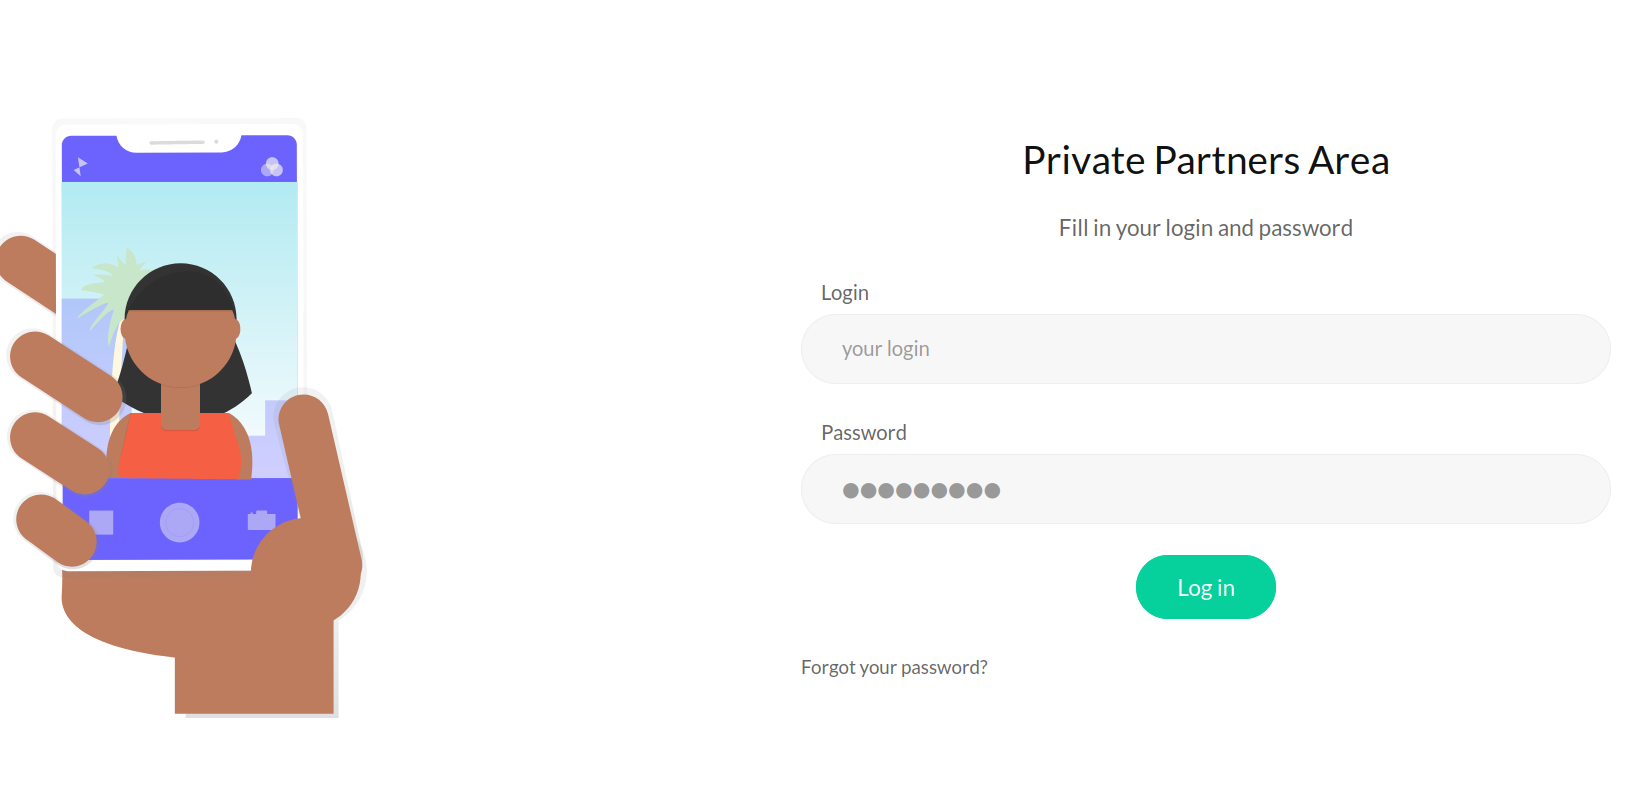 Private Partners Area
Fill in your login and password
Login
your login
Password
●●●●●●●●●
Log in
Forgot your password?